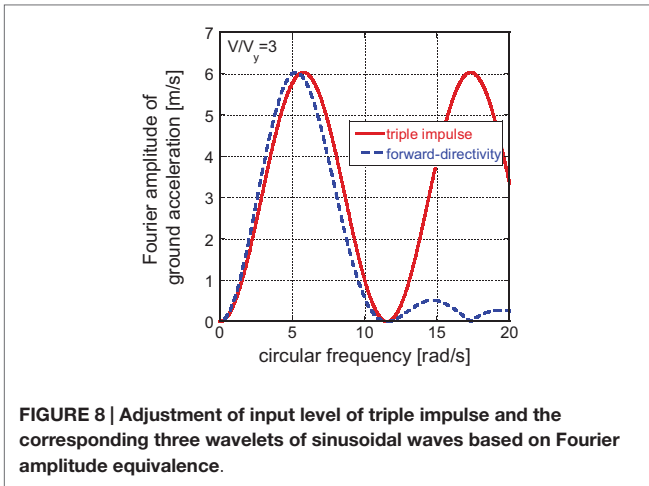 V/Vy=3
7
6
5
4
3
2
1
0
Fourier amplitude of
ground acceleration [m/s]
triple impulse
forward-directivity
0 5 10 15 20
circular frequency [rad/s]
FIGURE 8 | Adjustment of input level of triple impulse and the
corresponding three wavelets of sinusoidal waves based on Fourier
amplitude equivalence.